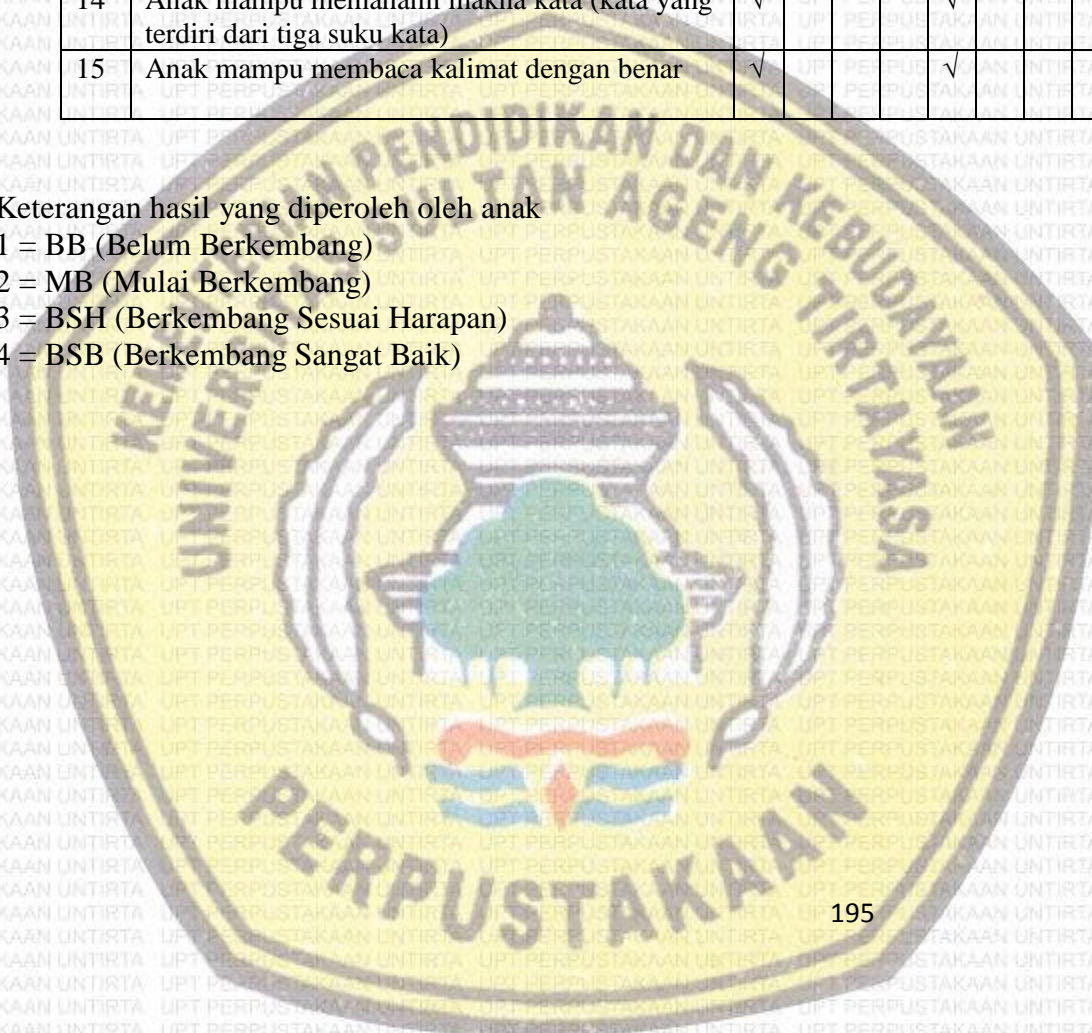 14 Anak mampu memahami makna kata (kata yang √ √
terdiri dari tiga suku kata)
15 Anak mampu membaca kalimat dengan benar √ √
Keterangan hasil yang diperoleh oleh anak
1 = BB (Belum Berkembang)
2 = MB (Mulai Berkembang)
3 = BSH (Berkembang Sesuai Harapan)
4 = BSB (Berkembang Sangat Baik)
KEMENTERIAN PENDIDIKAN DAN KEBUDAYAAN
UNIVERSITAS SULTAN AGENG TIRTAYASA
PERPUSTAKAAN
195